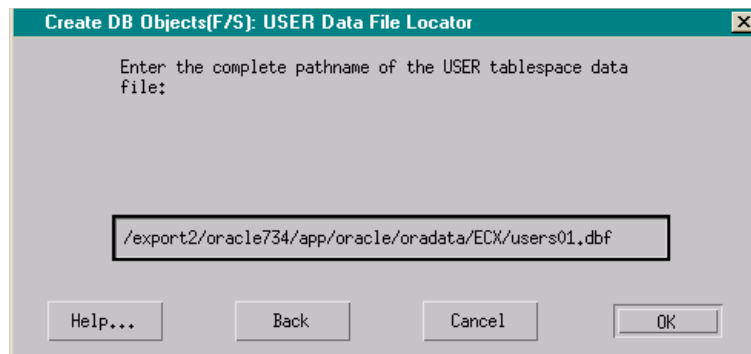 Create DB Objects(F/S): USER Data File Locator
Enter the complete pathname of the USER tablespace data
file:
/export2/oracle734/app/oracle/oradata/ECX/users01.dbf
Help... Back Cancel OK